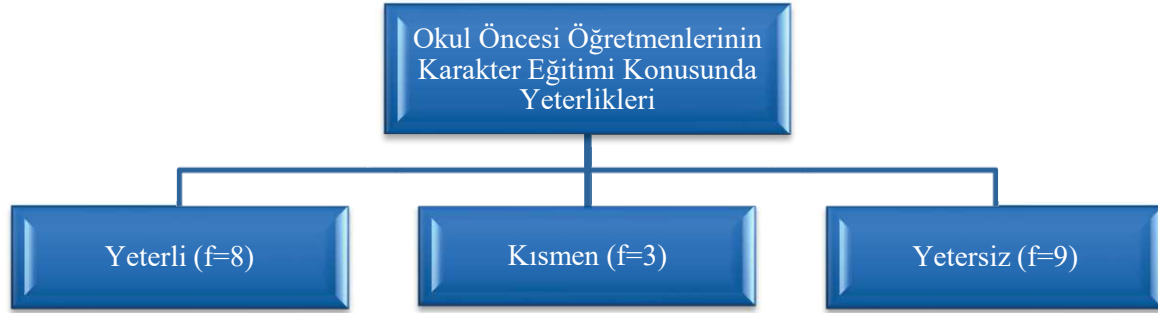 Okul Öncesi Öğretmenlerinin
Karakter Eğitimi Konusunda
Yeterlikleri
Yeterli (f=8)
Kısmen (f=3)
Yetersiz (f=9)